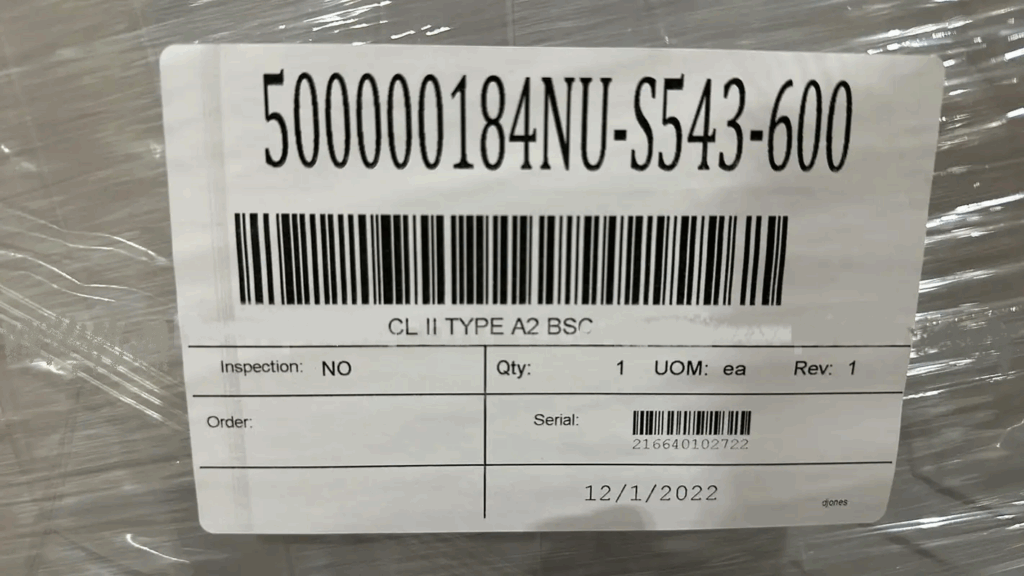 500000184NU-S543-600
CL II TYPE A2 BSC
Inspection: NO Qty: 1 UOM: ea Rev: 1
Order: Serial:
216640102722
12/1/2022
djones